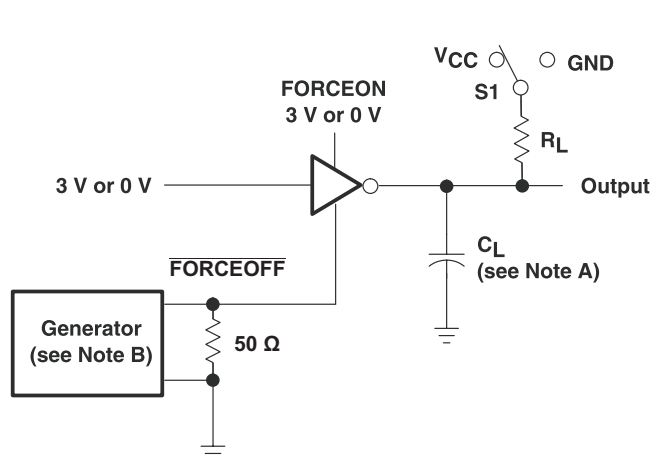 VCC
GND
S1
FORCEON
3 V or 0 V
RL
3 V or 0 V
Output
CL
(see Note A)
FORCEOFF
Generator
(see Note B)
50 Ω